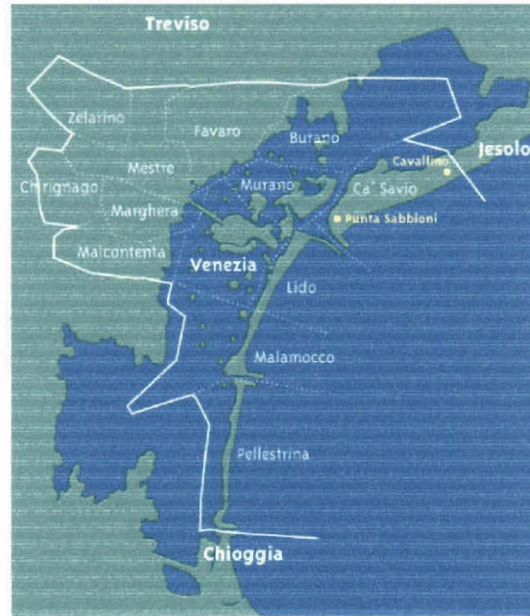 Treviso
Zelarino
Favaro
Burano
Jesolo
Cavallino
Mestre
Chirignago
Murano
Ca' Savio
Marghera
Punta Sabbioni
Malcontenta
Venezia
Lido
Malamocco
Pellestrina
Chioggia